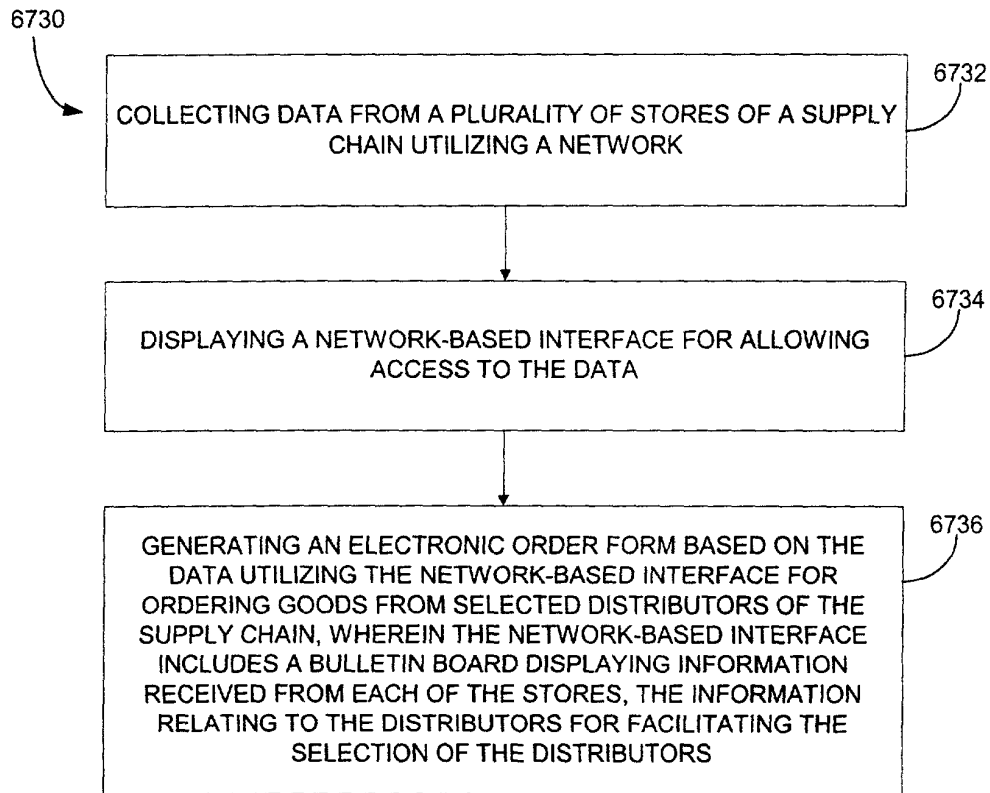 6730
6732
COLLECTING DATA FROM A PLURALITY OF STORES OF A SUPPLY
CHAIN UTILIZING A NETWORK
6734
DISPLAYING A NETWORK-BASED INTERFACE FOR ALLOWING
ACCESS TO THE DATA
6736
GENERATING AN ELECTRONIC ORDER FORM BASED ON THE
DATA UTILIZING THE NETWORK-BASED INTERFACE FOR
ORDERING GOODS FROM SELECTED DISTRIBUTORS OF THE
SUPPLY CHAIN, WHEREIN THE NETWORK-BASED INTERFACE
INCLUDES A BULLETIN BOARD DISPLAYING INFORMATION
RECEIVED FROM EACH OF THE STORES, THE INFORMATION
RELATING TO THE DISTRIBUTORS FOR FACILITATING THE
SELECTION OF THE DISTRIBUTORS